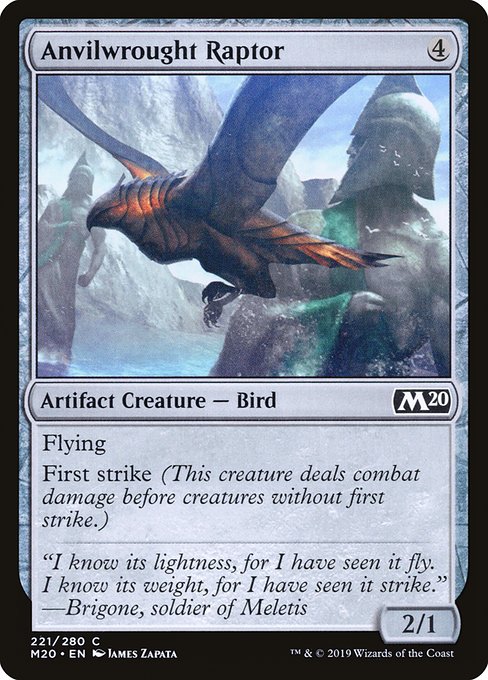 Anvilwrought Raptor 4
Artifact Creature — Bird M20
Flying
First strike (This creature deals combat
damage before creatures without first
strike.)
“I know its lightness, for I have seen it fly.
I know its weight, for I have seen it strike.”
—Brigone, soldier of Meletis
2/1
221/280 C
M20 • EN JAMES ZAPATA
™ & © 2019 Wizards of the Coast